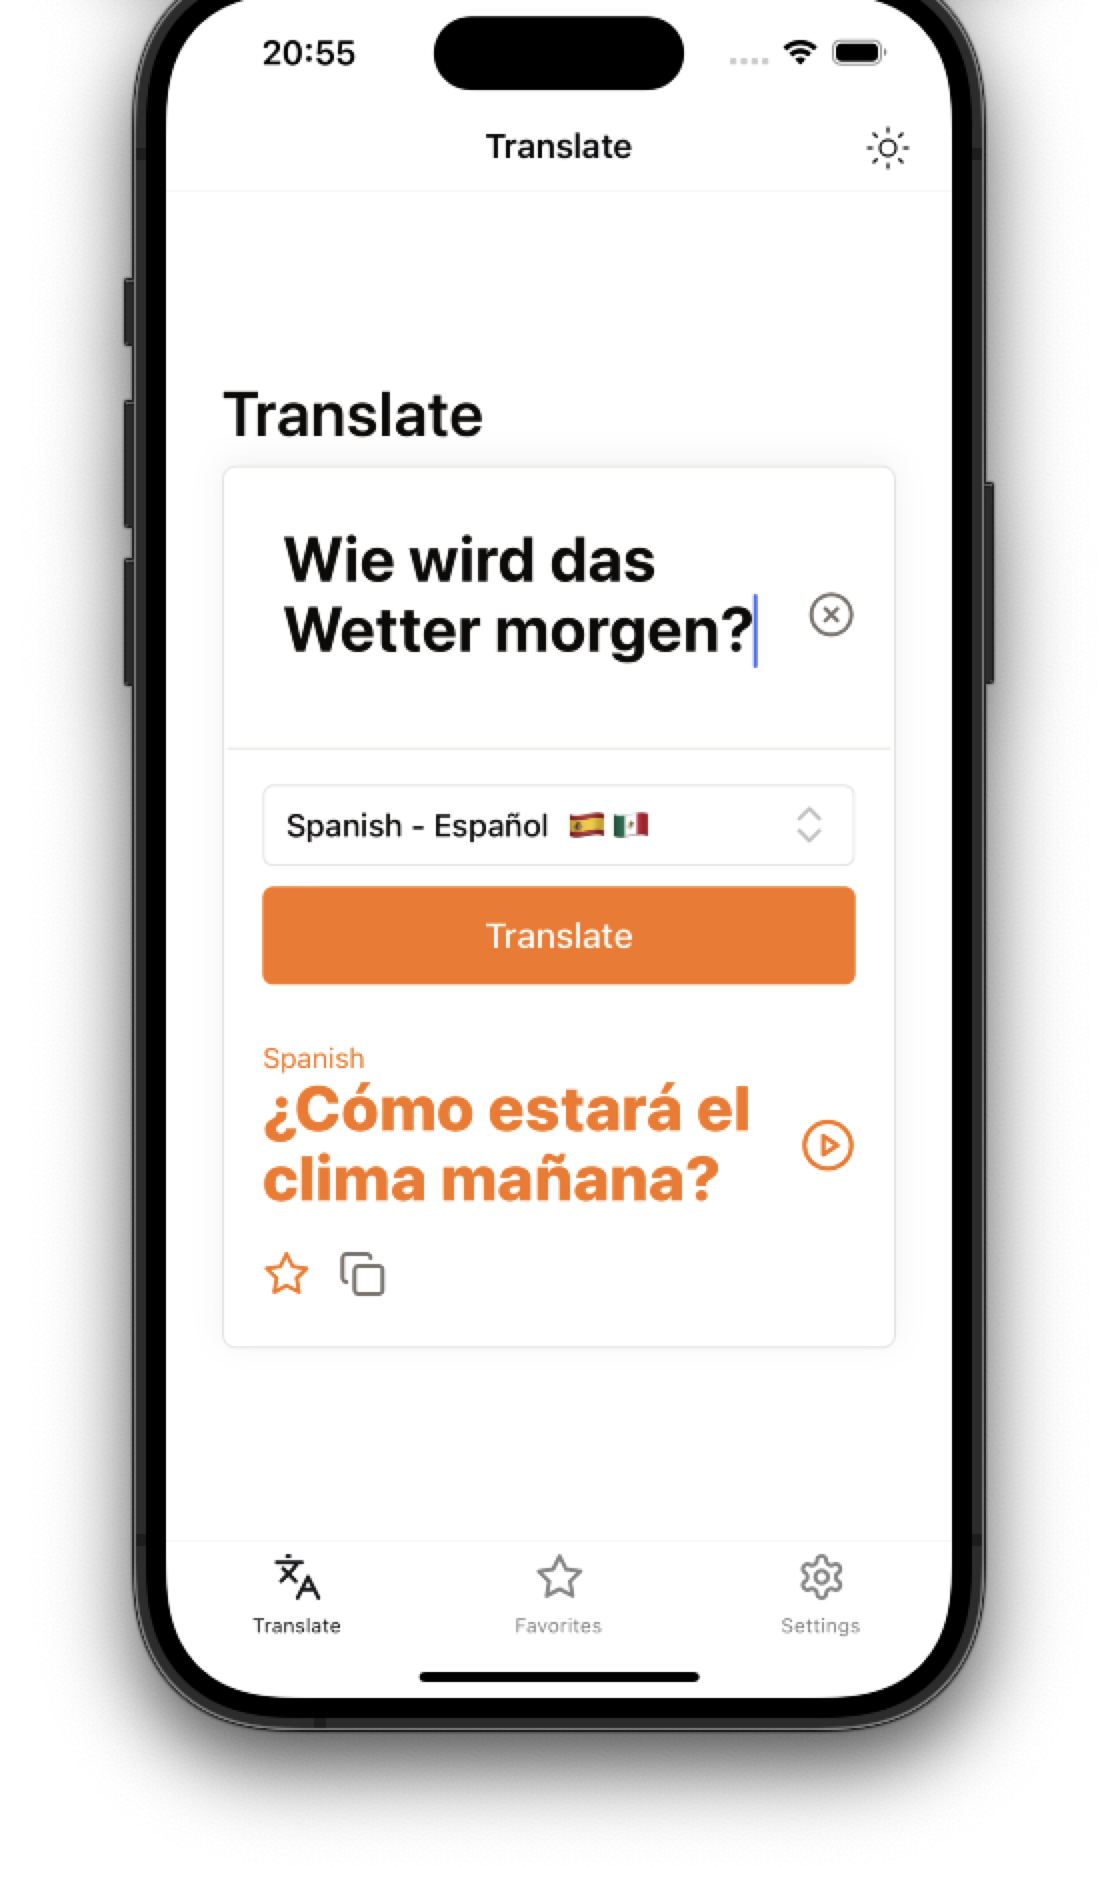 20:55
Translate
Translate
Wie wird das
Wetter morgen?
Spanish - Español 🇪🇸 🇲🇽
Translate
Spanish
¿Cómo estará el
clima mañana?
Translate
Favorites
Settings